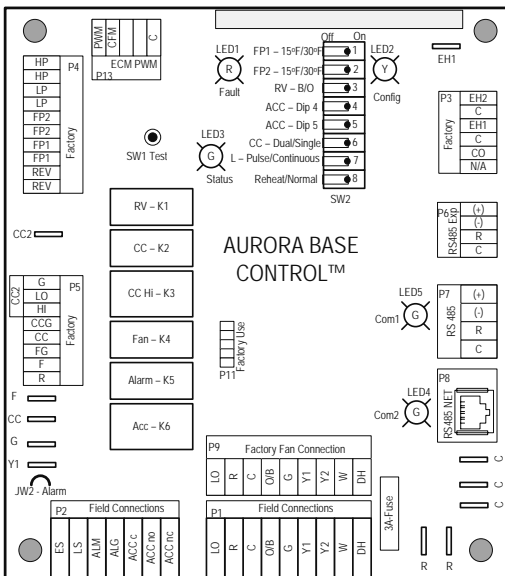 PWM
CFM
C
ECM PWM
P13
LED1
R
Fault
Off On
FP1 – 15ºF/30ºF 1
FP2 – 15ºF/30ºF 2
RV – B/O 3
ACC – Dip 4 4
ACC – Dip 5 5
CC – Dual/Single 6
L – Pulse/Continuous 7
Reheat/Normal 8
SW2
LED2
Y
Config
EH1
P4
HP
HP
LP
LP
FP2
FP2
FP1
FP1
REV
REV
Factory
SW1 Test
LED3
G
Status
P3
Factory
EH2
C
EH1
C
CO
N/A
CC2
RV – K1
CC – K2
CC Hi – K3
Fan – K4
Alarm – K5
Acc – K6
AURORA BASE
CONTROL™
P6
RS485 Exp
(+)
(-)
R
C
CC2
P5
G
LO
HI
CCG
CC
FG
F
R
Factory
Factory Use
P11
LED5
Com1
G
P7
RS 485
(+)
(-)
R
C
LED4
Com2
G
P8
RS485 NET
F
CC
G
Y1
JW2 - Alarm
P9 Factory Fan Connection
LO R C O/B G Y1 Y2 W DH
C
C
C
3A-Fuse
P2 Field Connections
ES LS ALM ALG ACC c ACC no ACC nc
P1 Field Connections
LO R C O/B G Y1 Y2 W DH
R R